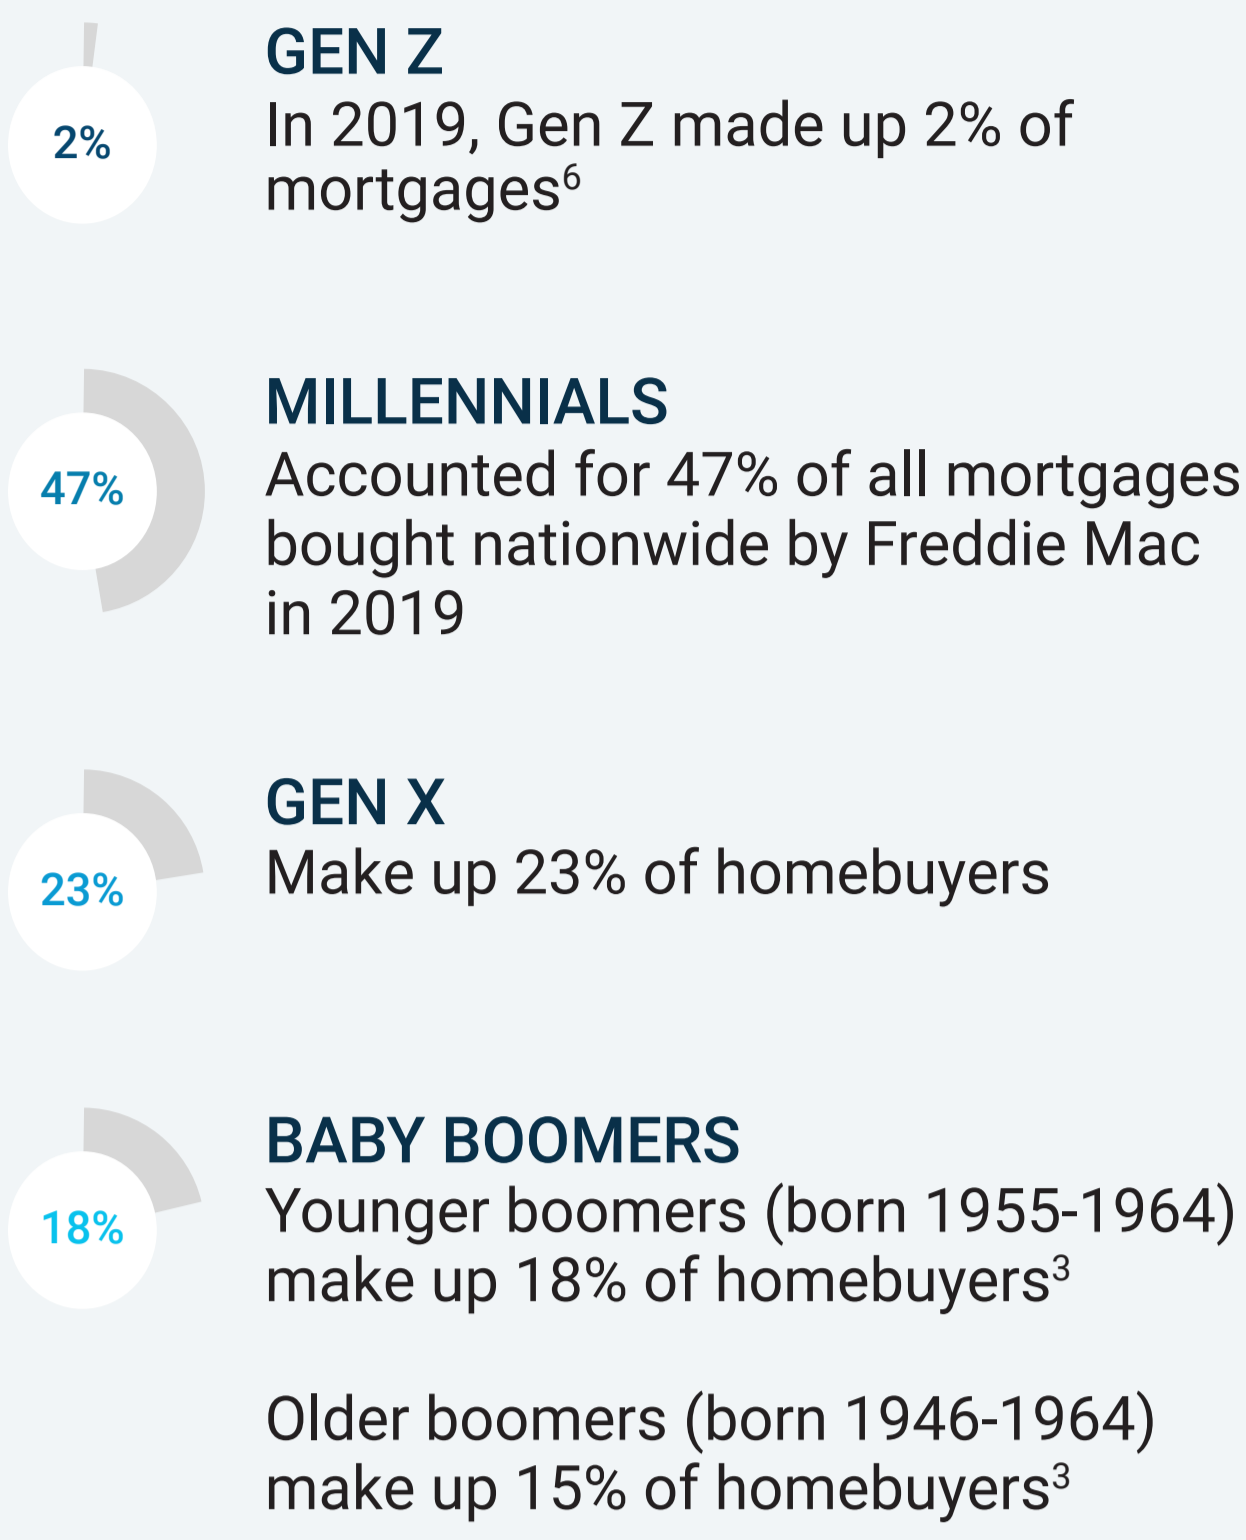 GEN Z
2%
In 2019, Gen Z made up 2% of
mortgages⁶
MILLENNIALS
47%
Accounted for 47% of all mortgages
bought nationwide by Freddie Mac
in 2019
GEN X
23%
Make up 23% of homebuyers
BABY BOOMERS
18%
Younger boomers (born 1955-1964)
make up 18% of homebuyers³
Older boomers (born 1946-1964)
make up 15% of homebuyers³